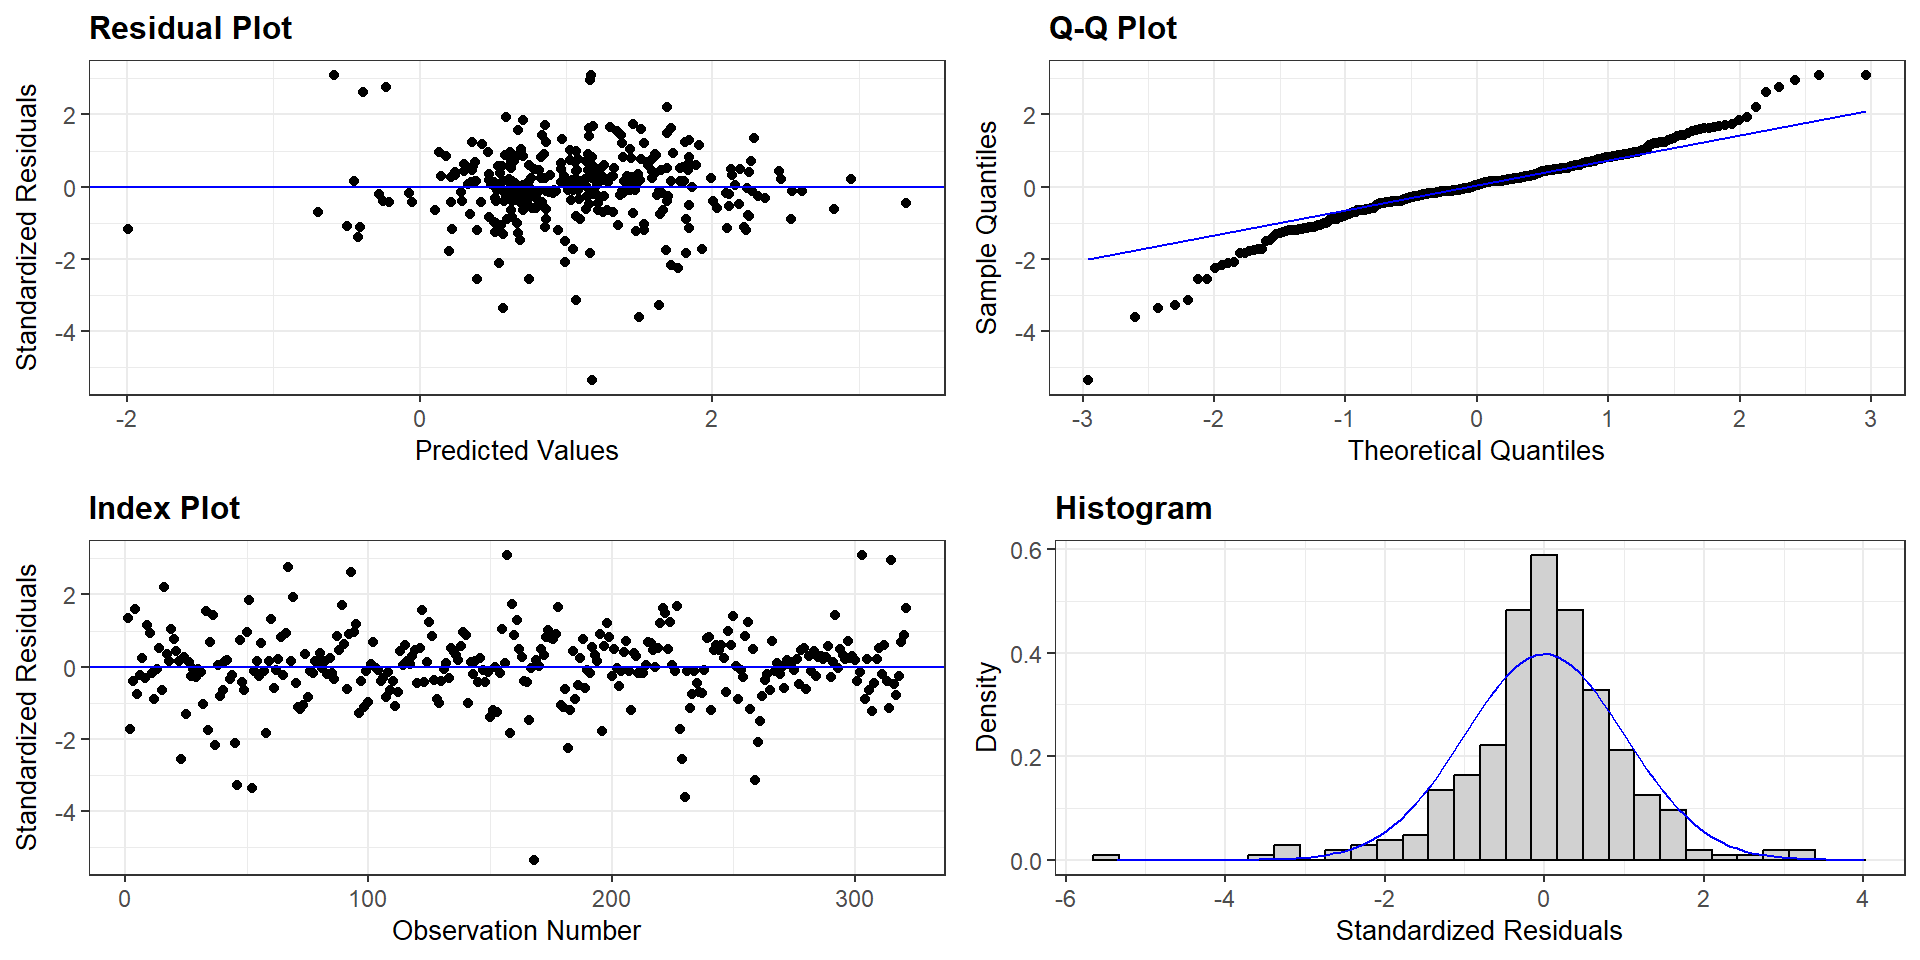 Residual Plot
Standardized Residuals
2
0
-2
-4
-2 0 2
Predicted Values
Q-Q Plot
Sample Quantiles
2
0
-2
-4
-3 -2 -1 0 1 2 3
Theoretical Quantiles
Index Plot
Standardized Residuals
2
0
-2
-4
0 100 200 300
Observation Number
Histogram
Density
0.6
0.4
0.2
0.0
-6 -4 -2 0 2 4
Standardized Residuals